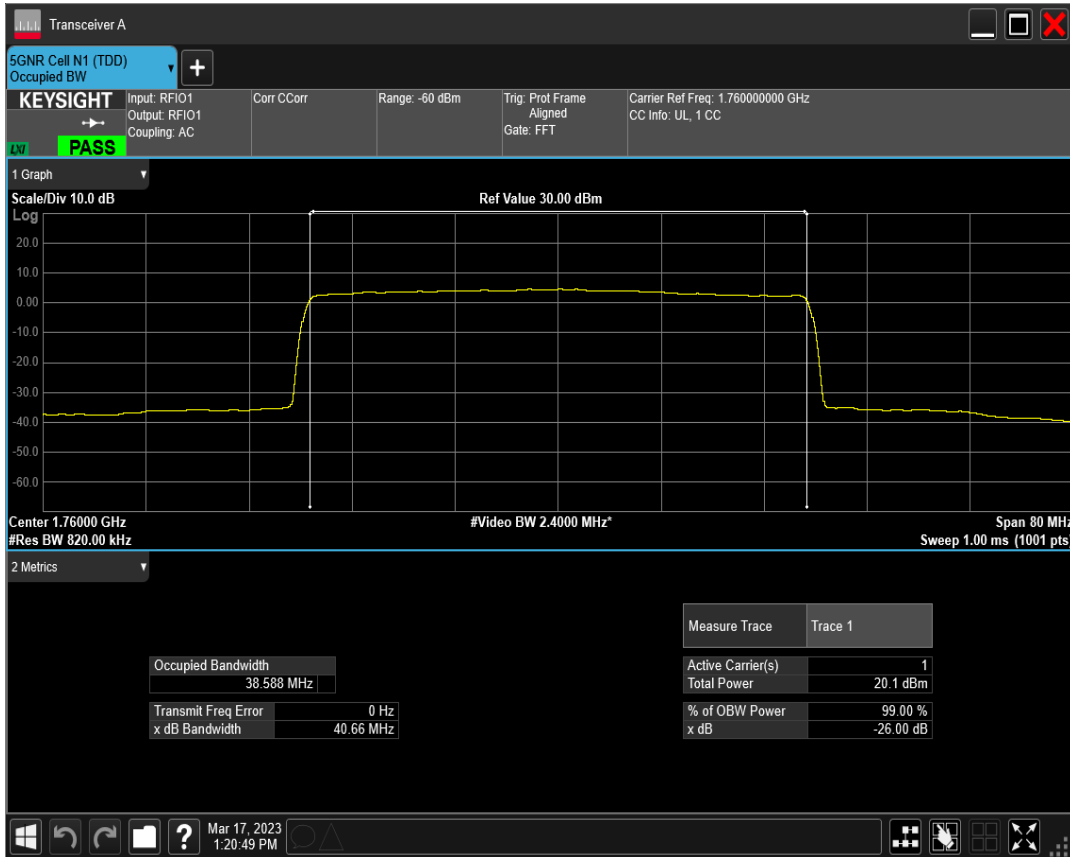 Transceiver A
5GNR Cell N1 (TDD)
Occupied BW
+
KEYSIGHT
LXI
PASS
Input: RFIO1
Output: RFIO1
Coupling: AC
Corr CCorr
Range: -60 dBm
Trig: Prot Frame
Aligned
Gate: FFT
Carrier Ref Freq: 1.760000000 GHz
CC Info: UL, 1 CC
1 Graph
Scale/Div 10.0 dB
Ref Value 30.00 dBm
Log
20.0
10.0
0.00
-10.0
-20.0
-30.0
-40.0
-50.0
-60.0
Center 1.76000 GHz
#Video BW 2.4000 MHz*
Span 80 MHz
#Res BW 820.00 kHz
Sweep 1.00 ms (1001 pts)
2 Metrics
Measure Trace Trace 1
Occupied Bandwidth
38.588 MHz
Active Carrier(s) 1
Total Power 20.1 dBm
Transmit Freq Error 0 Hz
x dB Bandwidth 40.66 MHz
% of OBW Power 99.00 %
x dB -26.00 dB
?
Mar 17, 2023
1:20:49 PM